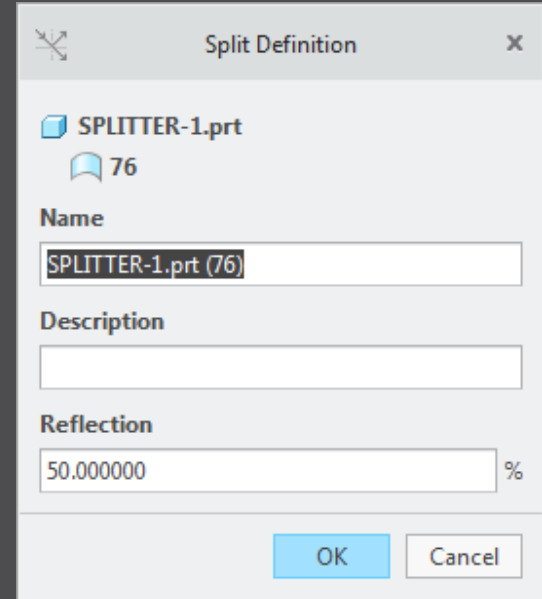 Split Definition
SPLITTER-1.prt
76
Name
SPLITTER-1.prt (76)
Description
Reflection
50.000000 %
OK Cancel